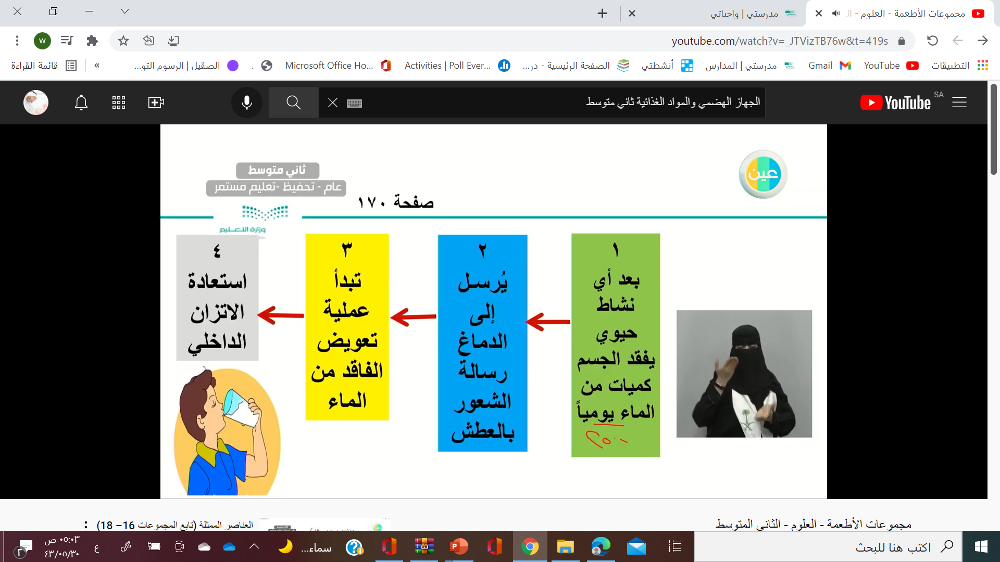 مجموعات الأطعمة - العلوم - الـ
مدرستي | واجباتي
youtube.com/watch?v=_JTVizTB76w&t=419s
W
التطبيقات
YouTube
Gmail
مدرستي | المدارس
أنشطتي
الصفحة الرئيسية - در...
Activities | Poll Ever...
Microsoft Office Ho...
.
الصقيل | الرسوم التو...
»
قائمة القراءة
YouTube SA
الجهاز الهضمي والمواد الغذائية ثاني متوسط
عين
ثاني متوسط
عام - تحفيظ -تعليم مستمر
صفحة ١٧٠
وزارة التعـــليم
١
بعد أي
نشاط
حيوي
يفقد الجسم
كميات من
الماء يومياً
٢
يُرسل
إلى
الدماغ
رسالة
الشعور
بالعطش
٣
تبدأ
عملية
تعويض
الفاقد من
الماء
٤
استعادة
الاتزان
الداخلي
مجموعات الأطعمة - العلوم - الثاني المتوسط
العناصر الممثلة (تابع المجموعات 16– 18)
اكتب هنا للبحث
سماء...
ع
٠٥:٠٣ ص
٤٣/٠٥/٣٠
٣